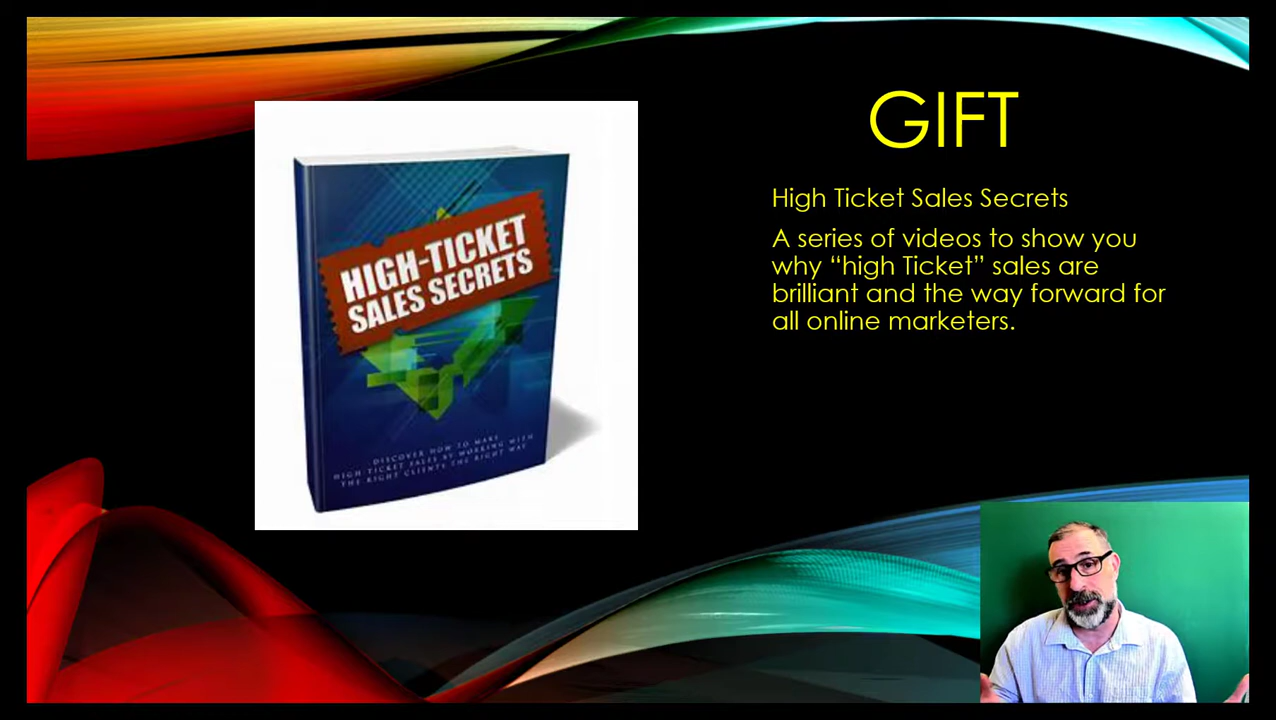 GIFT
HIGH-TICKET
SALES SECRETS
DISCOVER HOW TO MAKE
HIGH-TICKET SALES BY WORKING WITH
THE RIGHT CLIENTS THE RIGHT WAY
High Ticket Sales Secrets
A series of videos to show you
why “high Ticket” sales are
brilliant and the way forward for
all online marketers.